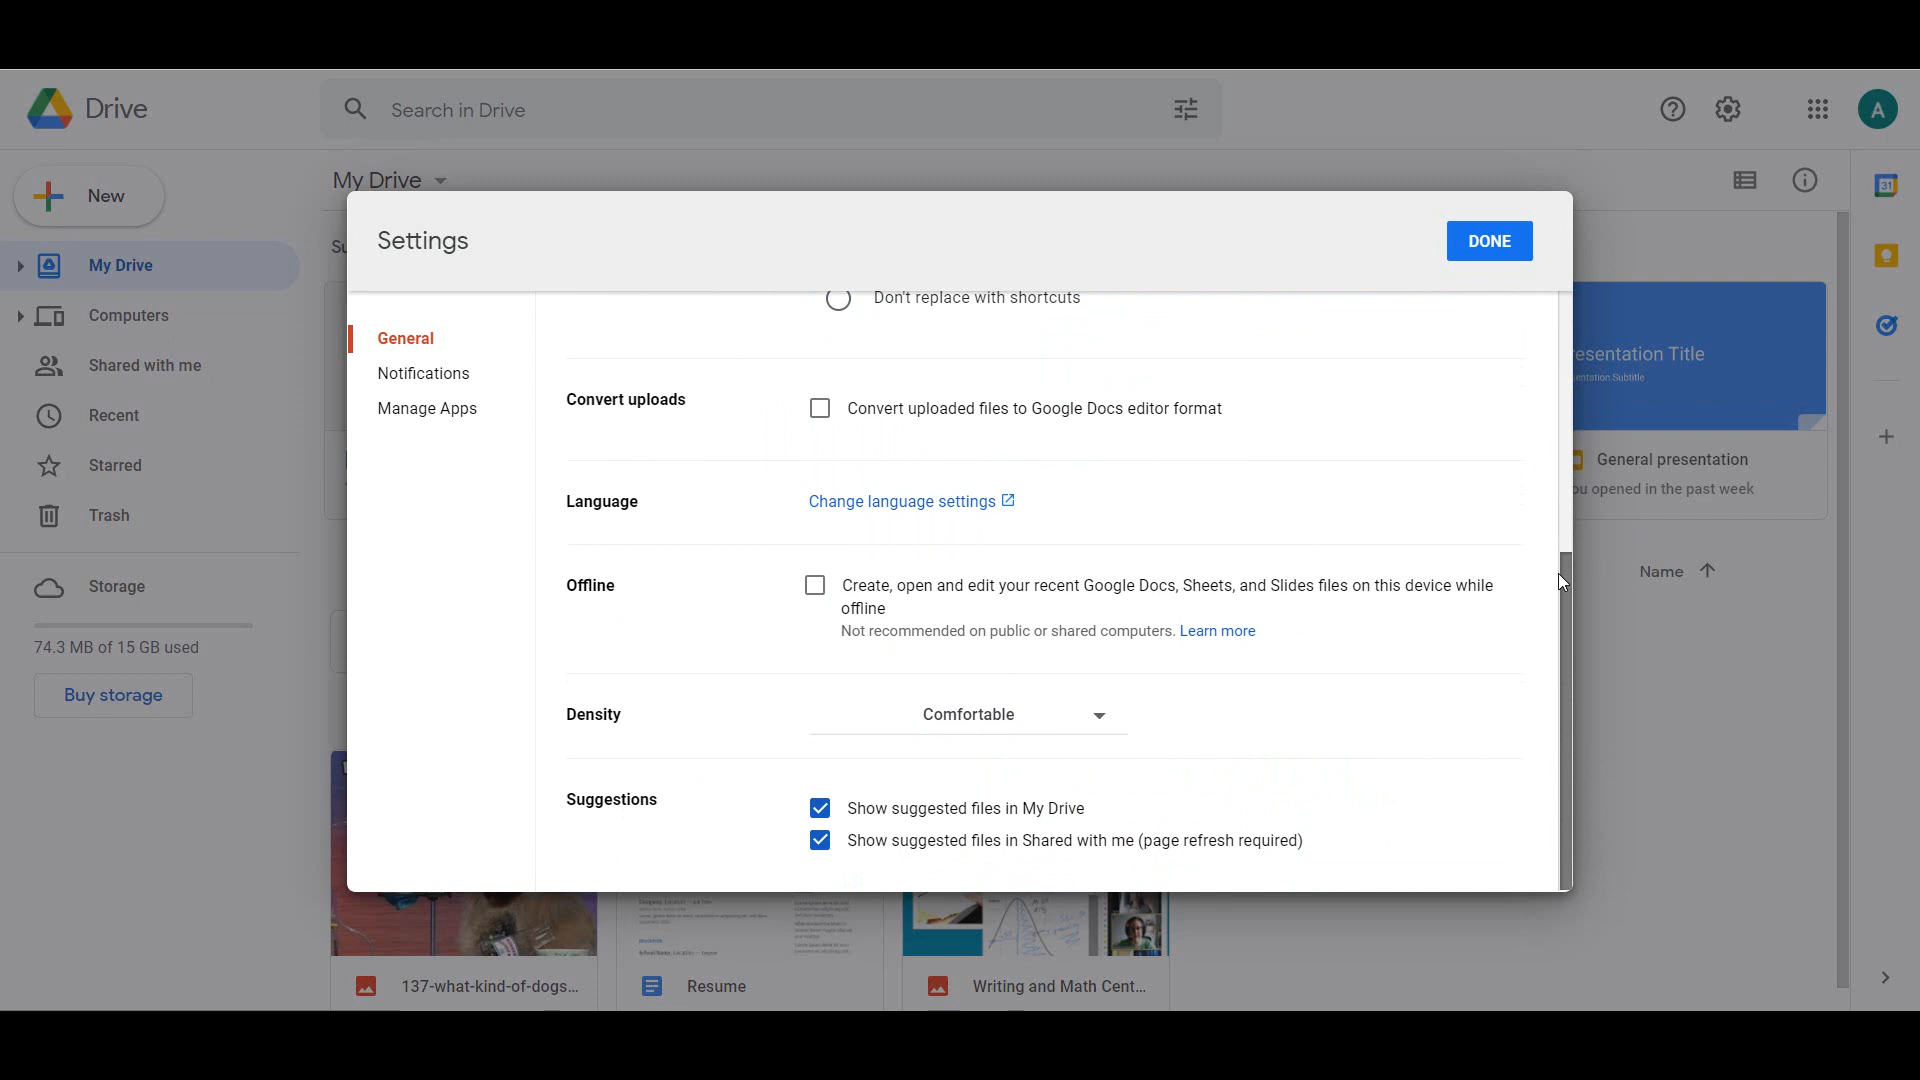 Drive
Search in Drive
A
New
My Drive
31
My Drive
Computers
Shared with me
Recent
Starred
Trash
Storage
74.3 MB of 15 GB used
Buy storage
Settings
DONE
General
Notifications
Manage Apps
Don't replace with shortcuts
Convert uploads
Convert uploaded files to Google Docs editor format
Language
Change language settings
Offline
Create, open and edit your recent Google Docs, Sheets, and Slides files on this device while
offline
Not recommended on public or shared computers. Learn more
Density
Comfortable
Suggestions
Show suggested files in My Drive
Show suggested files in Shared with me (page refresh required)
resentation Title
entation Subtitle
General presentation
ou opened in the past week
Name
137-what-kind-of-dogs...
Resume
Writing and Math Cent...